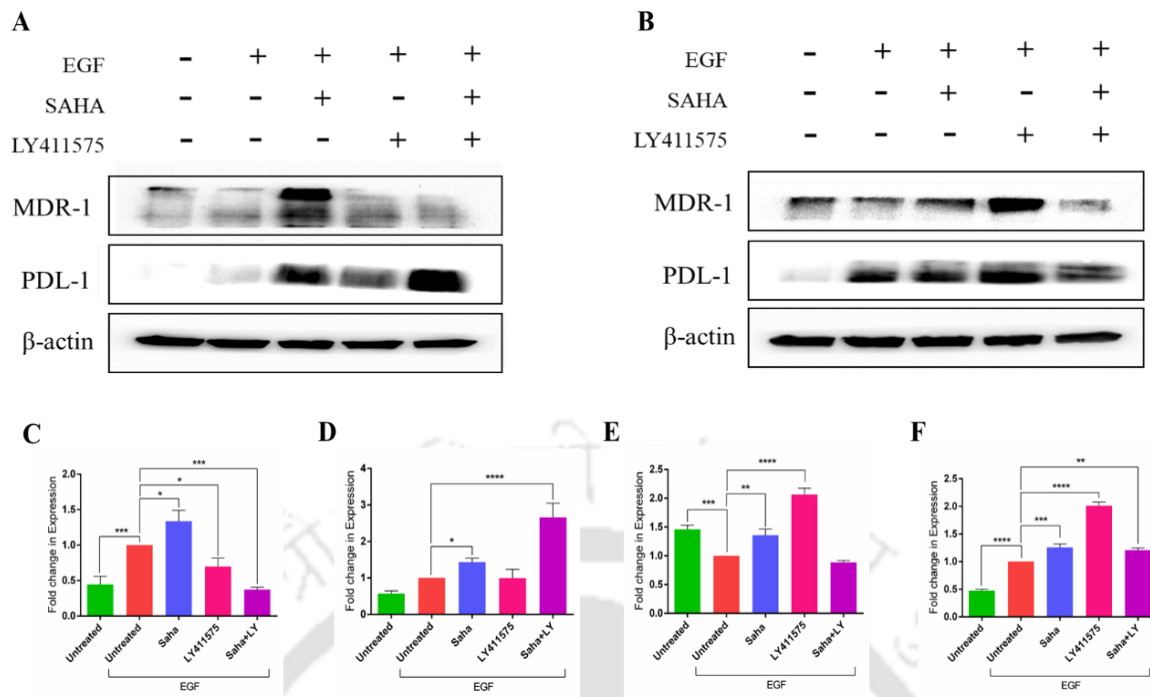 A
EGF - + + + +
SAHA - - + - +
LY411575 - - - + +
MDR-1
PDL-1
β-actin
B
EGF - + + + +
SAHA - - + - +
LY411575 - - - + +
MDR-1
PDL-1
β-actin
C
Fold change in Expression
2.0
1.5
1.0
0.5
0.0
***
*
*
***
Untreated
Untreated
Saha
LY411575
Saha+LY
EGF
D
Fold change in Expression
4
3
2
1
0
****
*
Untreated
Untreated
Saha
LY411575
Saha+LY
EGF
E
Fold change in Expression
2.5
2.0
1.5
1.0
0.5
0.0
****
**
***
Untreated
Untreated
Saha
LY411575
Saha+LY
EGF
F
Fold change in Expression
2.5
2.0
1.5
1.0
0.5
0.0
**
****
***
****
Untreated
Untreated
Saha
LY411575
Saha+LY
EGF